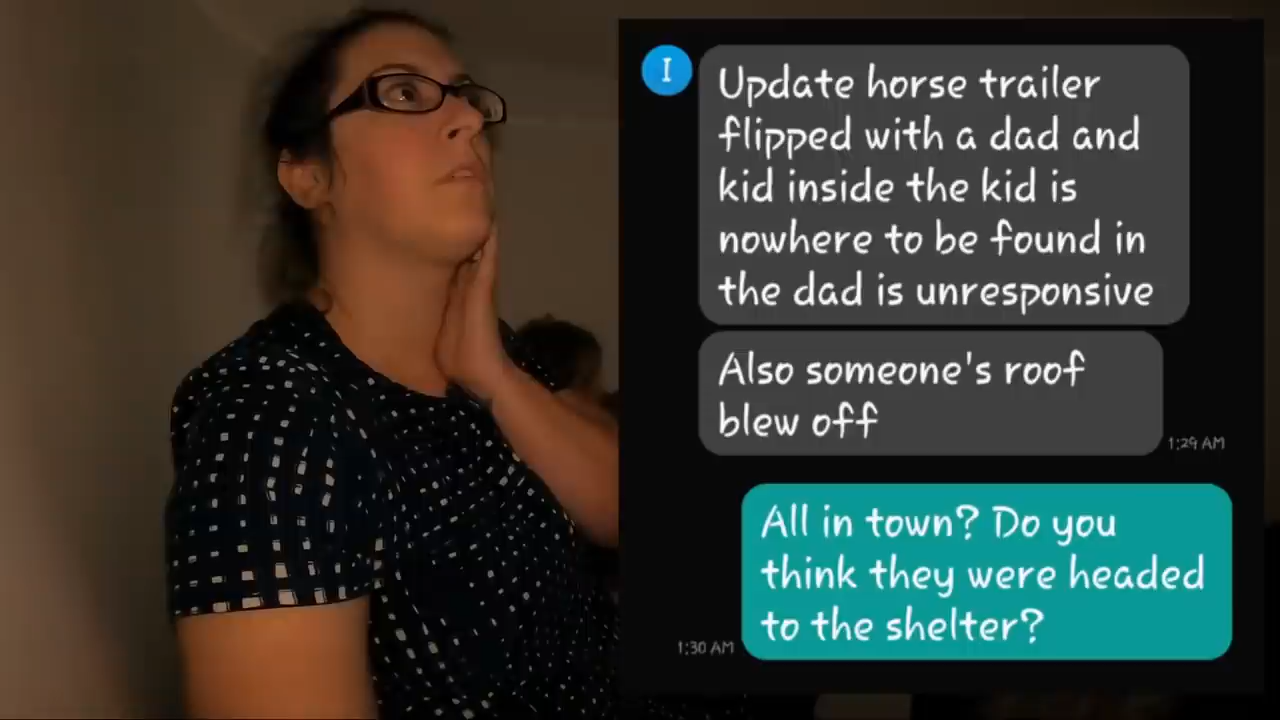 I
Update horse trailer
flipped with a dad and
kid inside the kid is
nowhere to be found in
the dad is unresponsive
Also someone's roof
blew off
1:29 AM
All in town? Do you
think they were headed
to the shelter?
1:30 AM